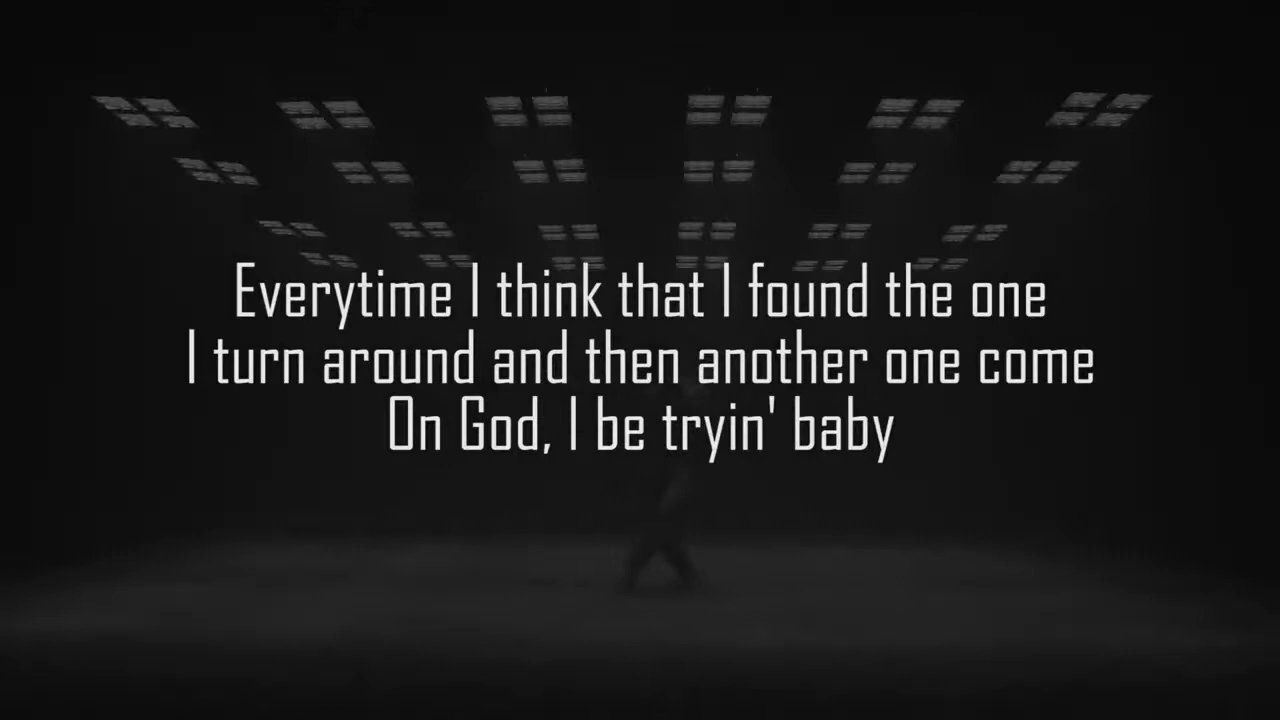 Everytime I think that I found the one
I turn around and then another one come
On God, I be tryin' baby